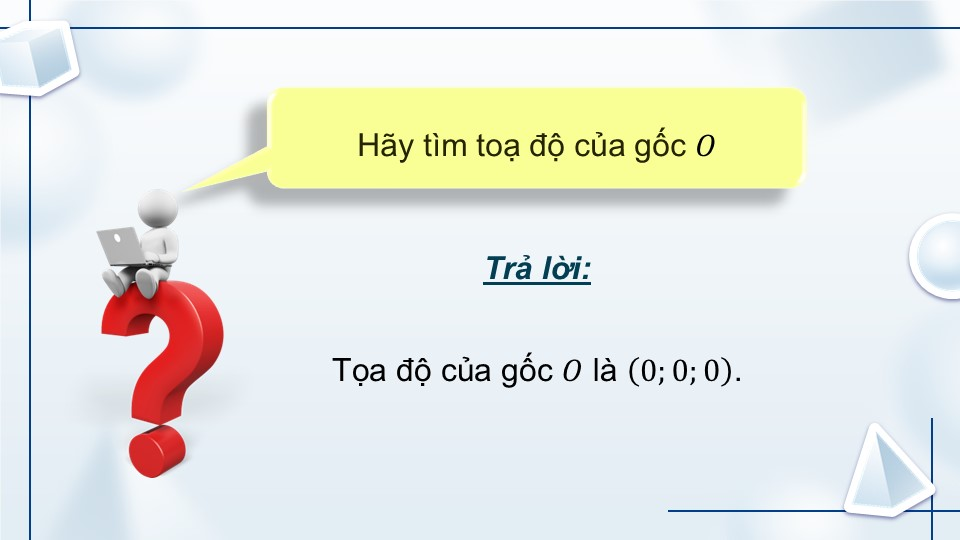 Hãy tìm toạ độ của gốc 𝑂
Trả lời:
Tọa độ của gốc 𝑂 là (0; 0; 0).